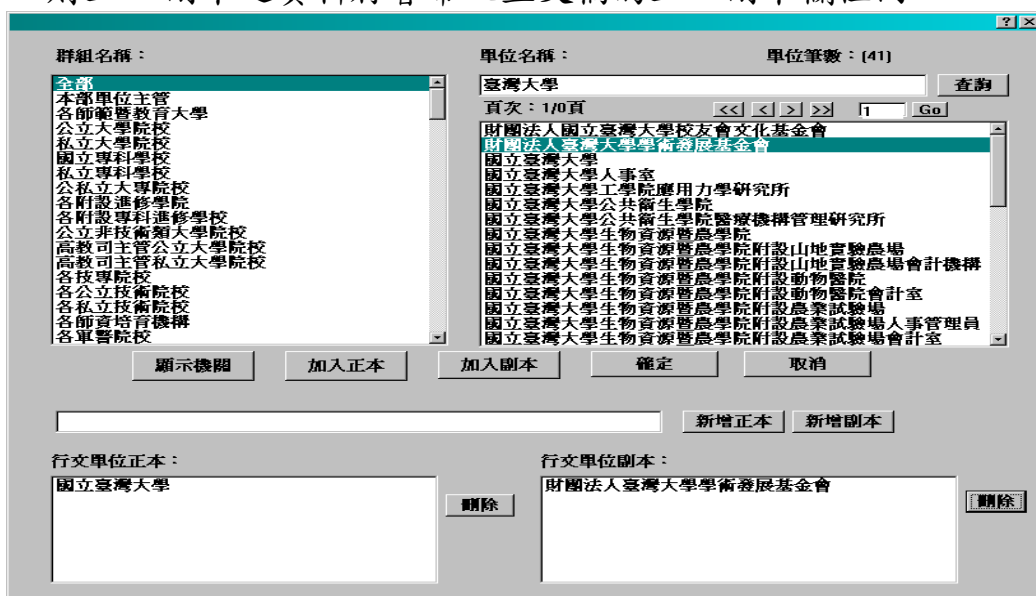 群組名稱：
單位名稱：
單位筆數：(41)
全部
本部單位主管
各師範暨教育大學
公立大學院校
私立大學院校
國立專科學校
私立專科學校
公私立大專院校
各附設進修學院
各附設專科進修學校
公立非技術類大學院校
高教司主管公立大學院校
高教司主管私立大學院校
各技專院校
各公立技術院校
各私立技術院校
各師資培育機構
各軍警院校
臺灣大學
查詢
頁次：1/0頁
<< < > >> 1 Go
財團法人國立臺灣大學校友會文化基金會
財團法人臺灣大學學術發展基金會
國立臺灣大學
國立臺灣大學人事室
國立臺灣大學工學院應用力學研究所
國立臺灣大學公共衛生學院
國立臺灣大學公共衛生學院醫療機構管理研究所
國立臺灣大學生物資源暨農學院
國立臺灣大學生物資源暨農學院附設山地實驗農場
國立臺灣大學生物資源暨農學院附設山地實驗農場會計機構
國立臺灣大學生物資源暨農學院附設動物醫院
國立臺灣大學生物資源暨農學院附設動物醫院會計室
國立臺灣大學生物資源暨農學院附設農業試驗場
國立臺灣大學生物資源暨農學院附設農業試驗場人事管理員
國立臺灣大學生物資源暨農學院附設農業試驗場會計室
顯示機關
加入正本
加入副本
確定
取消
新增正本
新增副本
行文單位正本：
行文單位副本：
國立臺灣大學
刪除
財團法人臺灣大學學術發展基金會
刪除